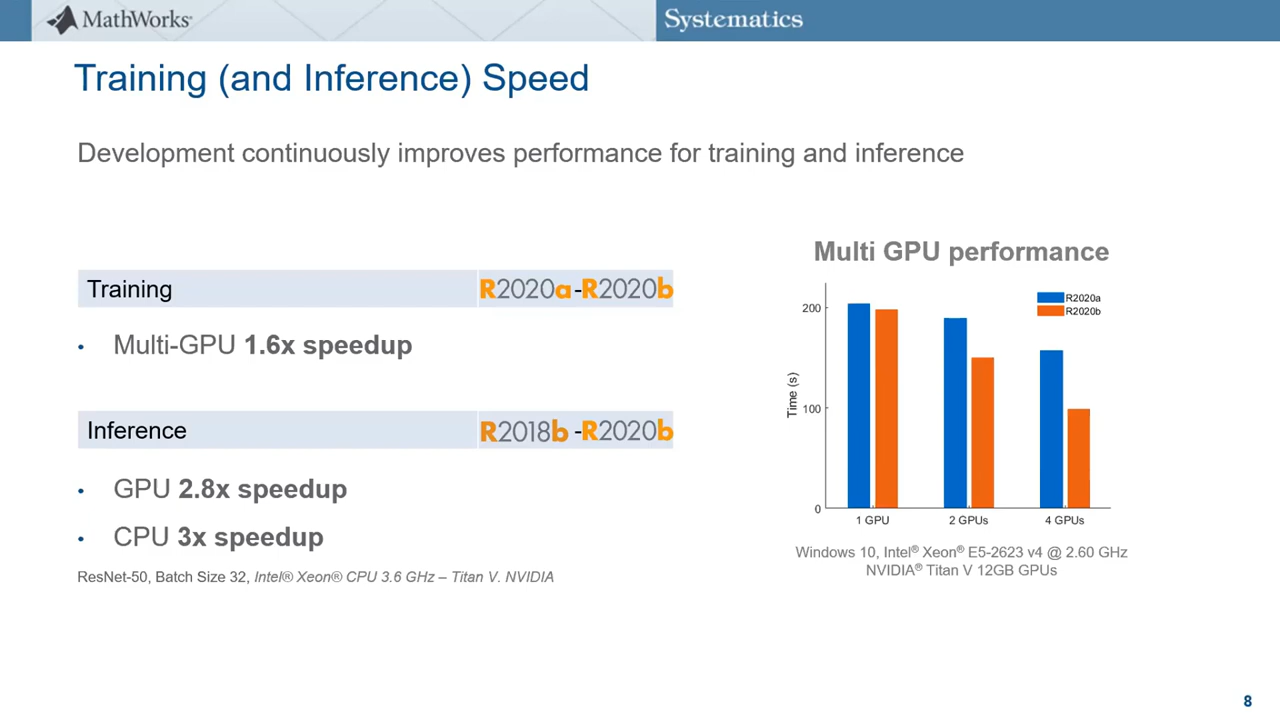 MathWorks®
Systematics
Training (and Inference) Speed
Development continuously improves performance for training and inference
Training R2020a-R2020b
• Multi-GPU 1.6x speedup
Inference R2018b-R2020b
• GPU 2.8x speedup
• CPU 3x speedup
ResNet-50, Batch Size 32, Intel® Xeon® CPU 3.6 GHz – Titan V. NVIDIA
Multi GPU performance
R2020a
R2020b
200
100
0
Time (s)
1 GPU 2 GPUs 4 GPUs
Windows 10, Intel® Xeon® E5-2623 v4 @ 2.60 GHz
NVIDIA® Titan V 12GB GPUs
8